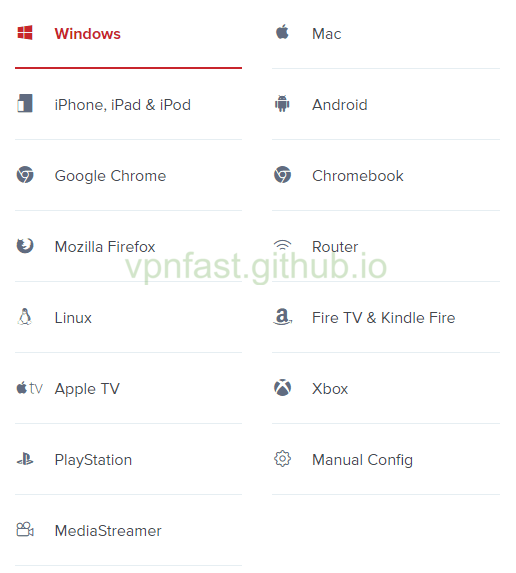 Windows
Mac
iPhone, iPad & iPod
Android
Google Chrome
Chromebook
Mozilla Firefox
Router
vpnfast.github.io
Linux
Fire TV & Kindle Fire
tv
Apple TV
Xbox
PlayStation
Manual Config
MediaStreamer